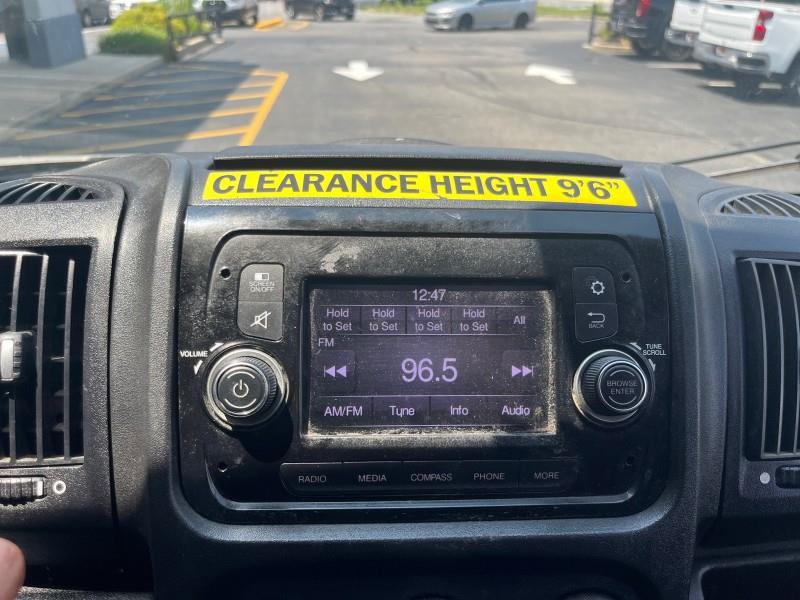 CLEARANCE HEIGHT 9'6"
SCREEN
ON/OFF
12:47
Hold to Set Hold to Set Hold to Set Hold to Set All
FM
96.5
AM/FM Tyne Info Audio
VOLUME
BACK
TUNE
SCROLL
BROWSE
ENTER
RADIO MEDIA COMPASS PHONE MORE